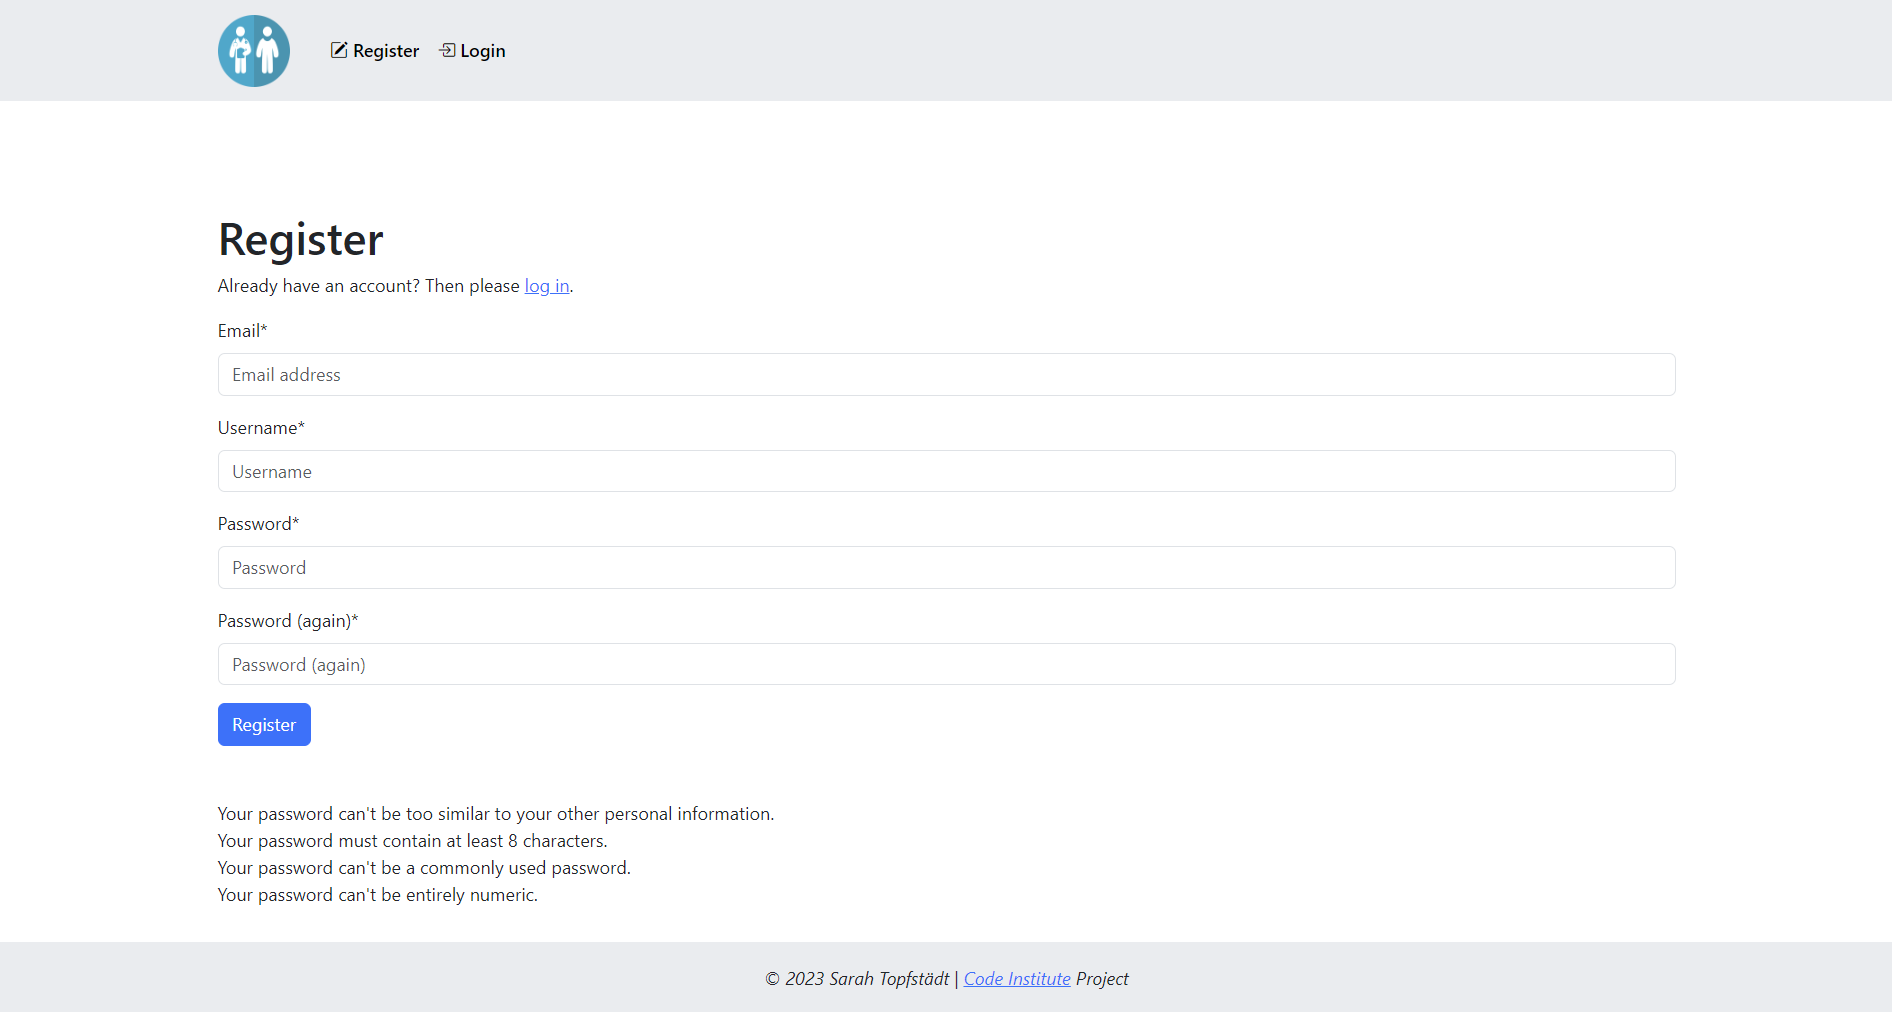 Register Login
Register
Already have an account? Then please log in.
Email*
Email address
Username*
Username
Password*
Password
Password (again)*
Password (again)
Register
Your password can't be too similar to your other personal information.
Your password must contain at least 8 characters.
Your password can't be a commonly used password.
Your password can't be entirely numeric.
© 2023 Sarah Topfstädt | Code Institute Project